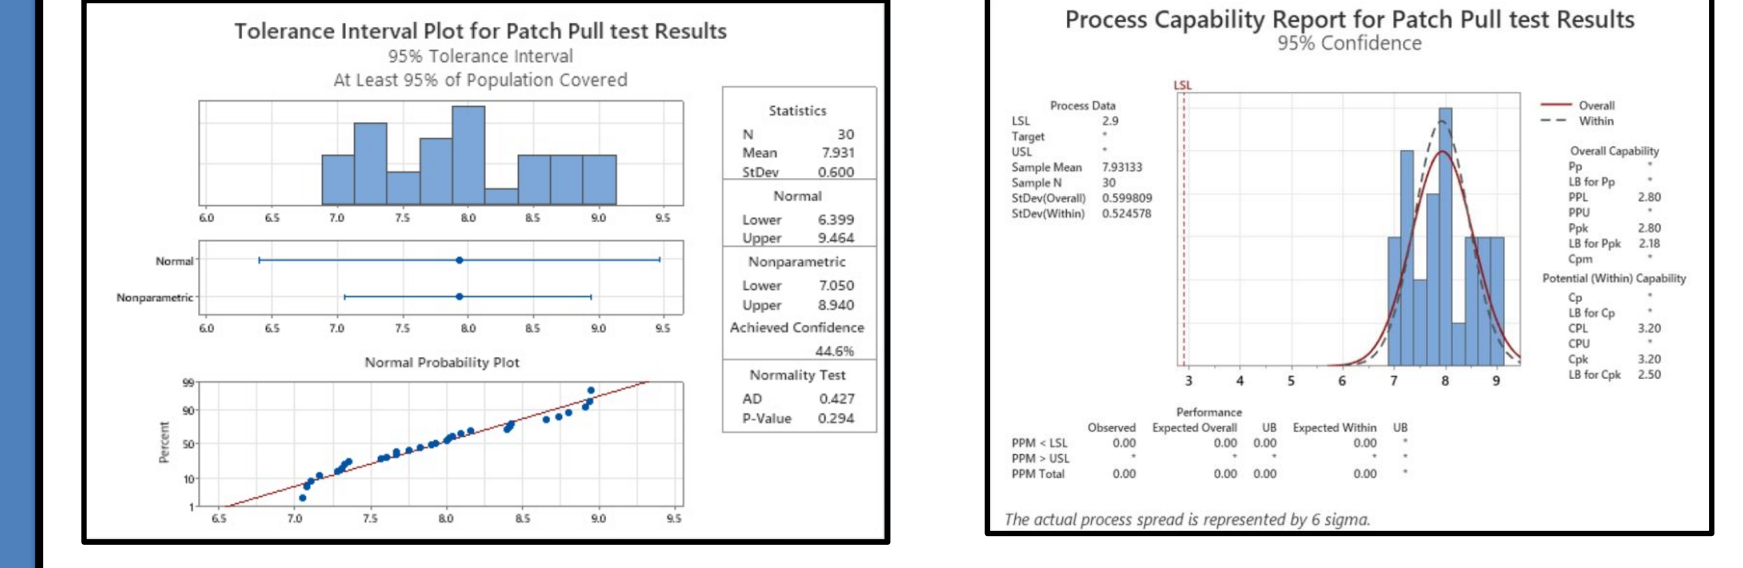 Tolerance Interval Plot for Patch Pull test Results
95% Tolerance Interval
At Least 95% of Population Covered
6.0 6.5 7.0 7.5 8.0 8.5 9.0 9.5
Normal
Nonparametric
6.0 6.5 7.0 7.5 8.0 8.5 9.0 9.5
Normal Probability Plot
Percent
99
90
50
10
1
6.5 7.0 7.5 8.0 8.5 9.0 9.5
Statistics
N 30
Mean 7.931
StDev 0.600
Normal
Lower 6.399
Upper 9.464
Nonparametric
Lower 7.050
Upper 8.940
Achieved Confidence
44.6%
Normality Test
AD 0.427
P-Value 0.294
Process Capability Report for Patch Pull test Results
95% Confidence
LSL
Process Data
LSL 2.9
Target *
USL *
Sample Mean 7.93133
Sample N 30
StDev(Overall) 0.599809
StDev(Within) 0.524578
3 4 5 6 7 8 9
Overall
Within
Overall Capability
Pp *
LB for Pp *
PPL 2.80
PPU *
Ppk 2.80
LB for Ppk 2.18
Cpm *
Potential (Within) Capability
Cp *
LB for Cp *
CPL 3.20
CPU *
Cpk 3.20
LB for Cpk 2.50
Performance
Observed Expected Overall UB Expected Within UB
PPM < LSL 0.00 0.00 0.00 0.00 *
PPM > USL * * * * *
PPM Total 0.00 0.00 0.00 0.00 *
The actual process spread is represented by 6 sigma.